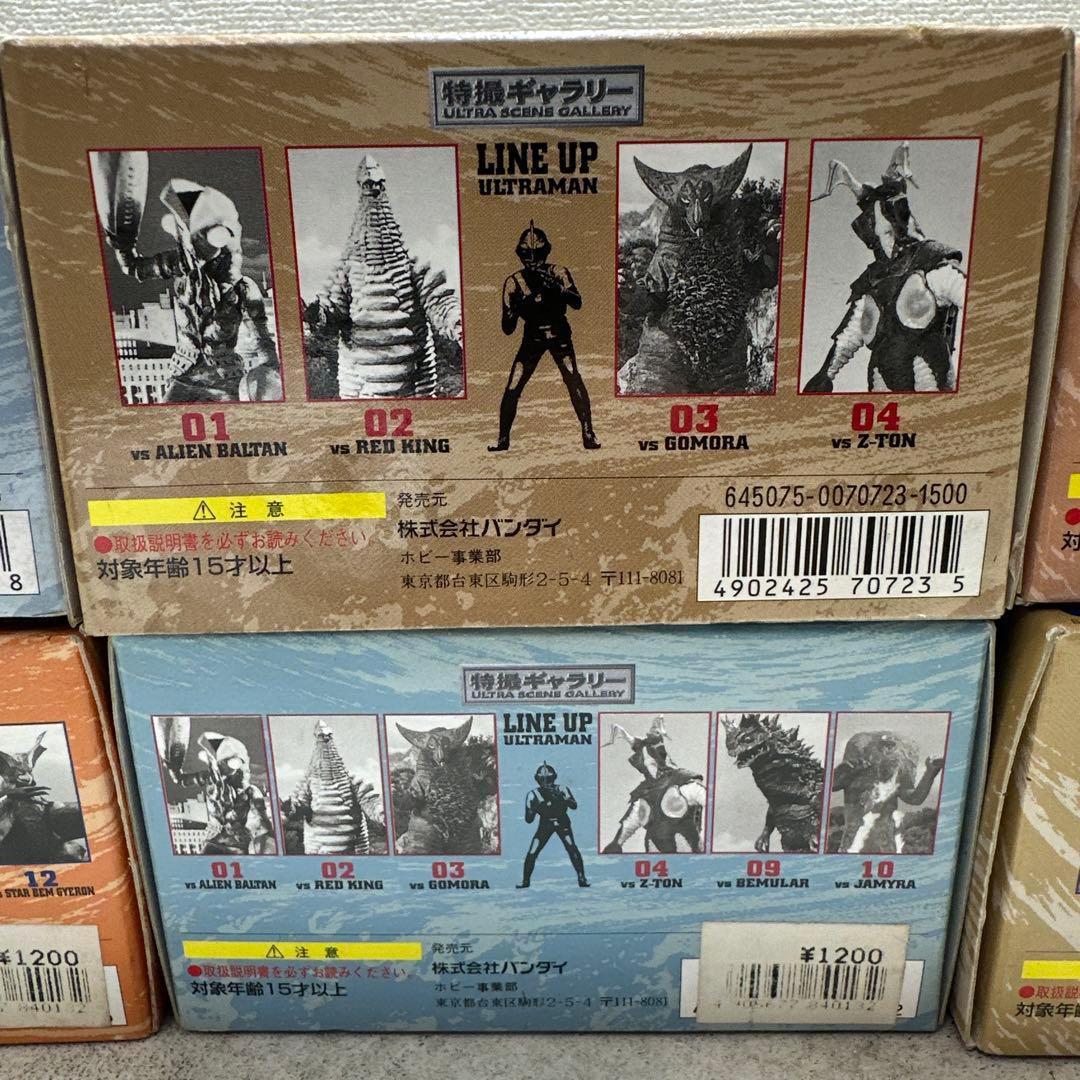 特撮ギャラリー
ULTRA SCENE GALLERY
LINE UP
ULTRAMAN
01
vs ALIEN BALTAN
02
vs RED KING
03
vs GOMORA
04
vs Z-TON
注意
●取扱説明書を必ずお読みください。
対象年齢15才以上
発売元
株式会社バンダイ
ホビー事業部
東京都台東区駒形2-5-4 〒111-8081
645075-0070723-1500
4902425 70723 5
8
特撮ギャラリー
ULTRA SCENE GALLERY
LINE UP
ULTRAMAN
01
vs ALIEN BALTAN
02
vs RED KING
03
vs GOMORA
04
vs Z-TON
09
vs BEMULAR
10
vs JAMYRA
注意
●取扱説明書を必ずお読みください。
対象年齢15才以上
発売元
株式会社バンダイ
ホビー事業部
東京都台東区駒形2-5-4 〒111-8081
¥1200
840132
12
STAR BEM GYERON
¥1200
840132
●取扱説
対象年